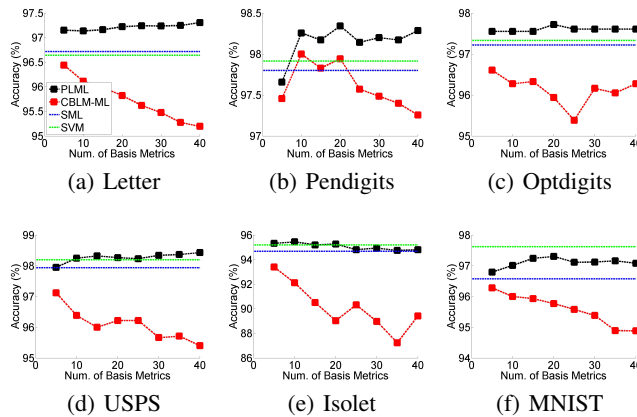 97.5
97
96.5
96
95.5
95
Accuracy (%)
PLML
CBLM-ML
SML
SVM
0 10 20 30 40
Num. of Basis Metrics
(a) Letter
98.5
98
97.5
97
Accuracy (%)
0 10 20 30 40
Num. of Basis Metrics
(b) Pendigits
98
97
96
95
Accuracy (%)
0 10 20 30 40
Num. of Basis Metrics
(c) Optdigits
99
98
97
96
95
Accuracy (%)
0 10 20 30 40
Num. of Basis Metrics
(d) USPS
96
94
92
90
88
86
Accuracy (%)
0 10 20 30 40
Num. of Basis Metrics
(e) Isolet
98
97
96
95
94
Accuracy (%)
0 10 20 30 40
Num. of Basis Metrics
(f) MNIST